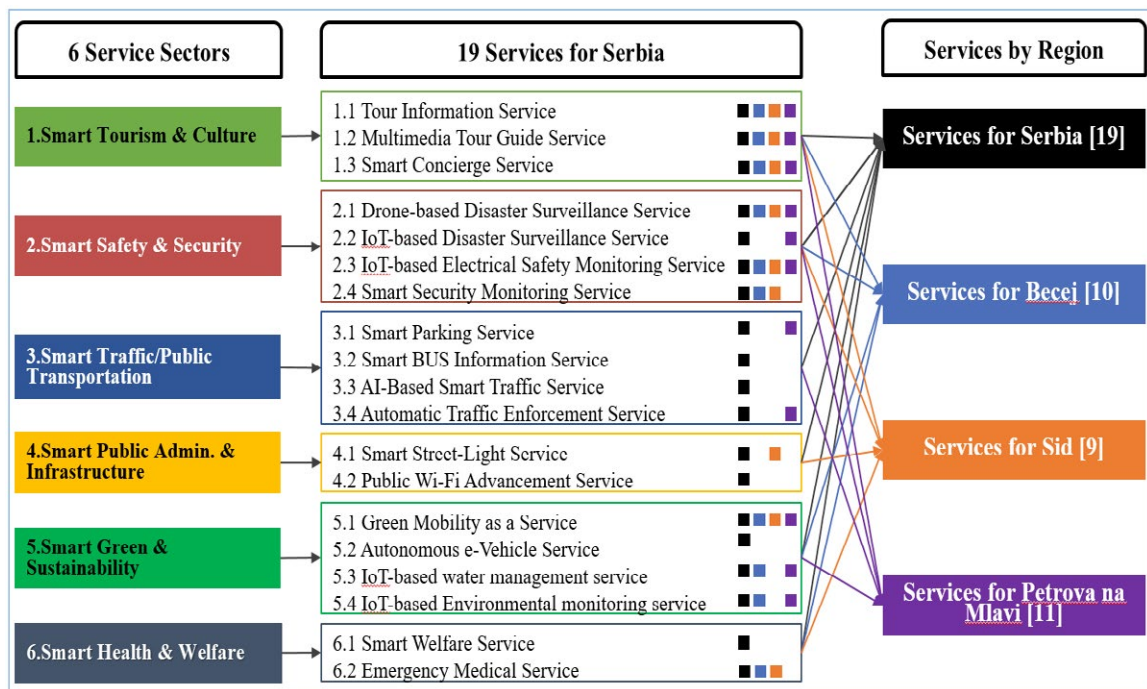 6 Service Sectors
19 Services for Serbia
Services by Region
1.Smart Tourism & Culture
1.1 Tour Information Service
1.2 Multimedia Tour Guide Service
1.3 Smart Concierge Service
2.Smart Safety & Security
2.1 Drone-based Disaster Surveillance Service
2.2 IoT-based Disaster Surveillance Service
2.3 IoT-based Electrical Safety Monitoring Service
2.4 Smart Security Monitoring Service
3.Smart Traffic/Public
Transportation
3.1 Smart Parking Service
3.2 Smart BUS Information Service
3.3 AI-Based Smart Traffic Service
3.4 Automatic Traffic Enforcement Service
4.Smart Public Admin. &
Infrastructure
4.1 Smart Street-Light Service
4.2 Public Wi-Fi Advancement Service
5.Smart Green &
Sustainability
5.1 Green Mobility as a Service
5.2 Autonomous e-Vehicle Service
5.3 IoT-based water management service
5.4 IoT-based Environmental monitoring service
6.Smart Health & Welfare
6.1 Smart Welfare Service
6.2 Emergency Medical Service
Services for Serbia [19]
Services for Becej [10]
Services for Sid [9]
Services for Petrova na
Mlavi [11]